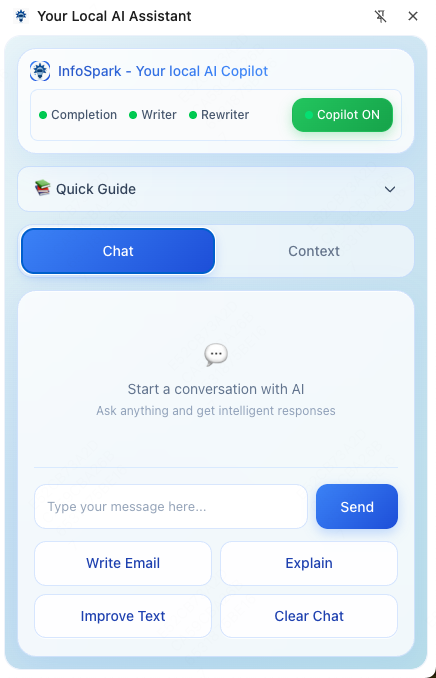 Your Local AI Assistant
InfoSpark - Your local AI Copilot
Completion Writer Rewriter Copilot ON
Quick Guide
Chat Context
Start a conversation with AI
Ask anything and get intelligent responses
Type your message here... Send
Write Email Explain
Improve Text Clear Chat